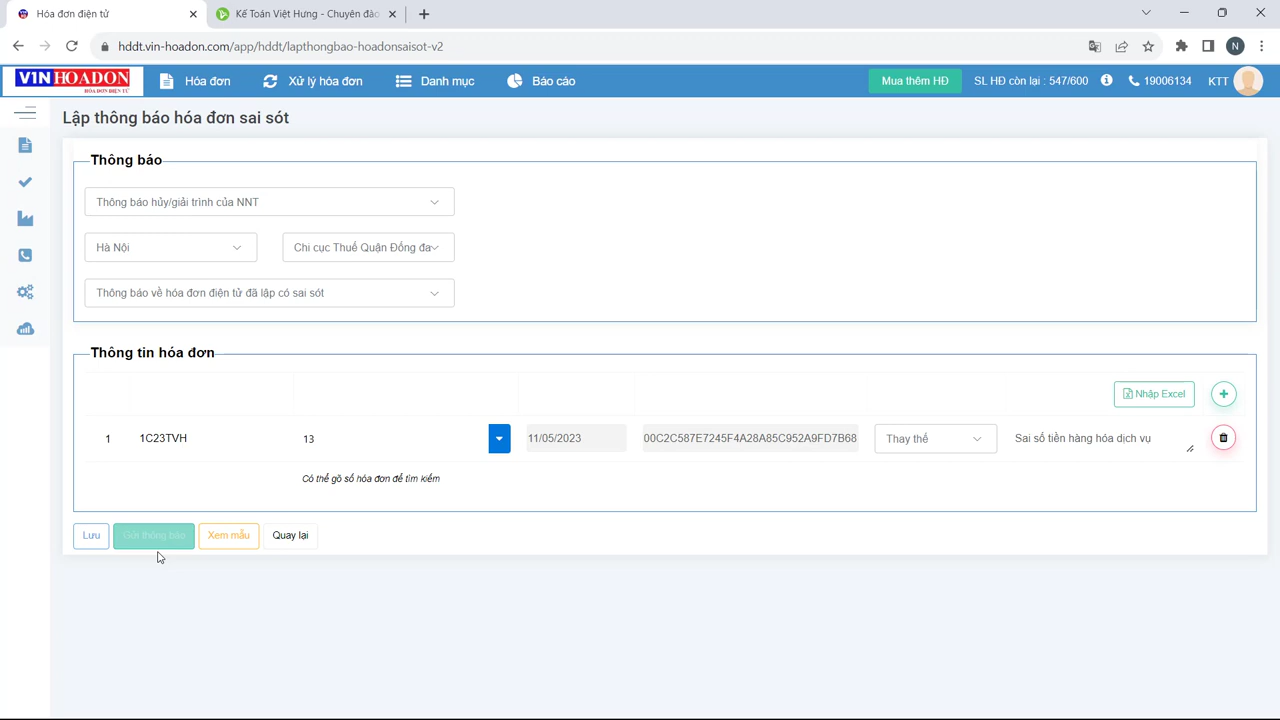 Hóa đơn điện tử
Kế Toán Việt Hưng - Chuyên đào
hddt.vin-hoadon.com/app/hddt/lapthongbao-hoadonsaisot-v2
N
VINHOADON
HÓA ĐƠN ĐIỆN TỬ
Hóa đơn
Xử lý hóa đơn
Danh mục
Báo cáo
Mua thêm HĐ
SL HĐ còn lại : 547/600
19006134
KTT
Lập thông báo hóa đơn sai sót
Thông báo
Thông báo hủy/giải trình của NNT
Hà Nội
Chi cục Thuế Quận Đống đa
Thông báo về hóa đơn điện tử đã lập có sai sót
Thông tin hóa đơn
Nhập Excel
1
1C23TVH
13
11/05/2023
00C2C587E7245F4A28A85C952A9FD7B68
Thay thế
Sai số tiền hàng hóa dịch vụ
Có thể gõ số hóa đơn để tìm kiếm
Lưu
Gửi thông báo
Xem mẫu
Quay lại